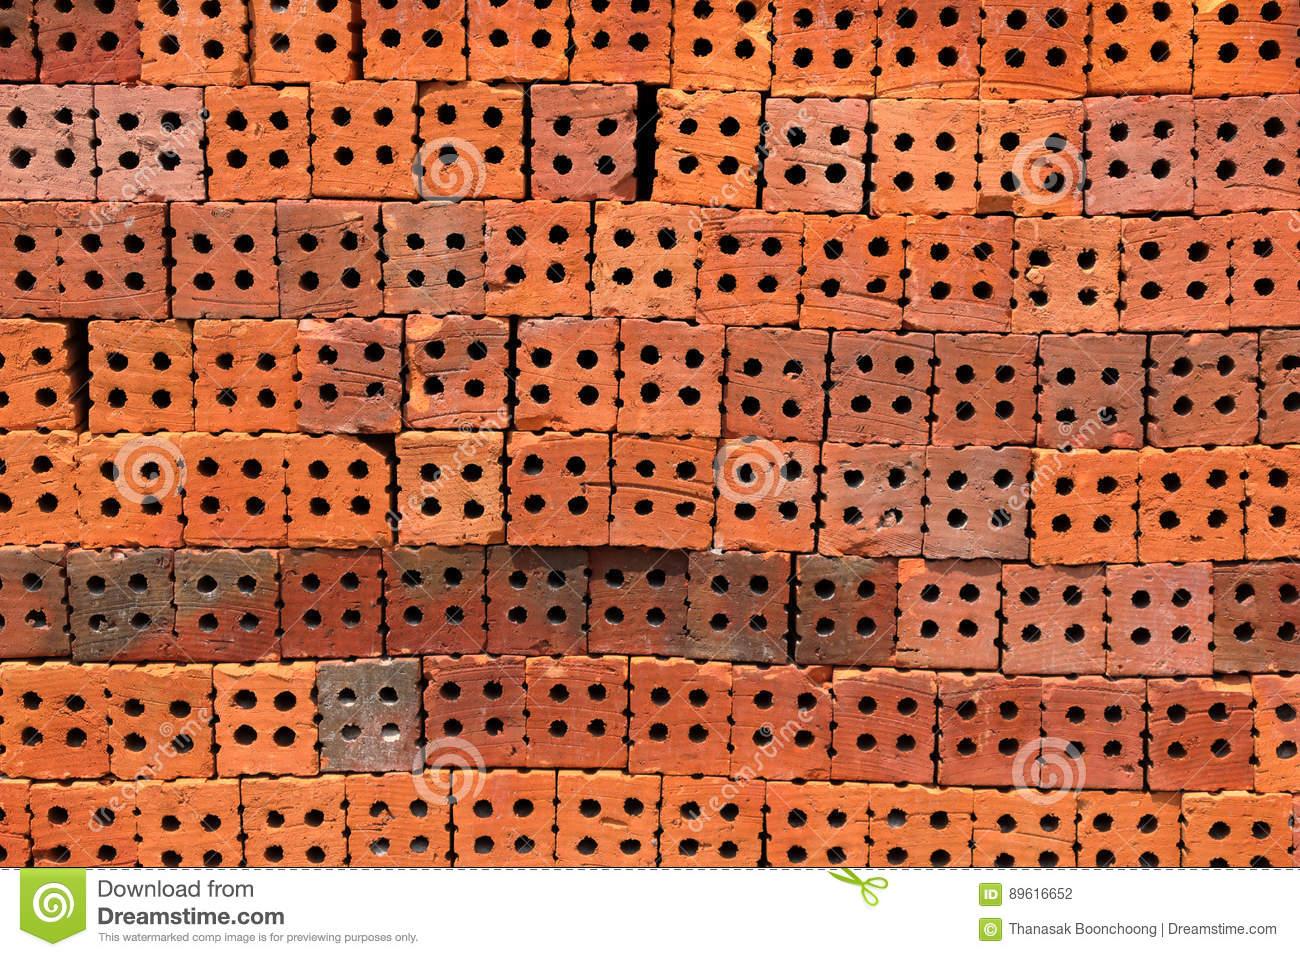 Download from
Dreamstime.com
This watermarked comp image is for previewing purposes only.
ID 89616652
© Thanasak Boonchoong | Dreamstime.com